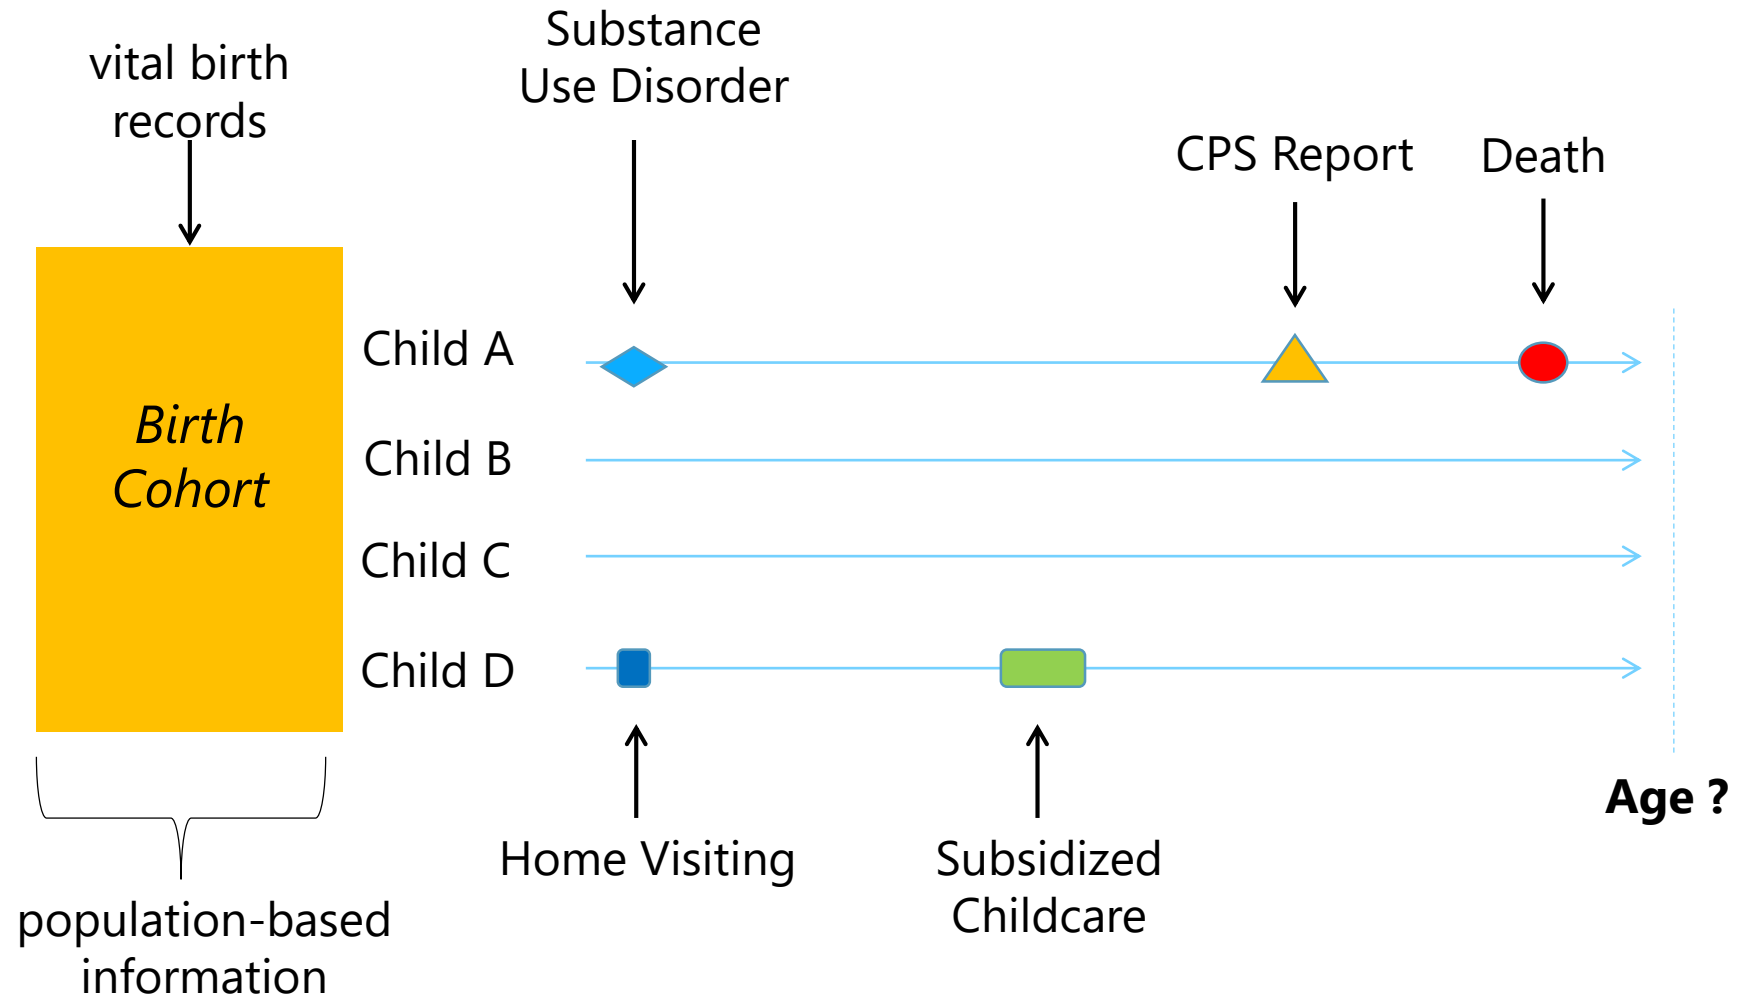 vital birth
records
Substance
Use Disorder
CPS Report
Death
Child A
Child B
Child C
Child D
Birth
Cohort
Age ?
Home Visiting
Subsidized
Childcare
population-based
information